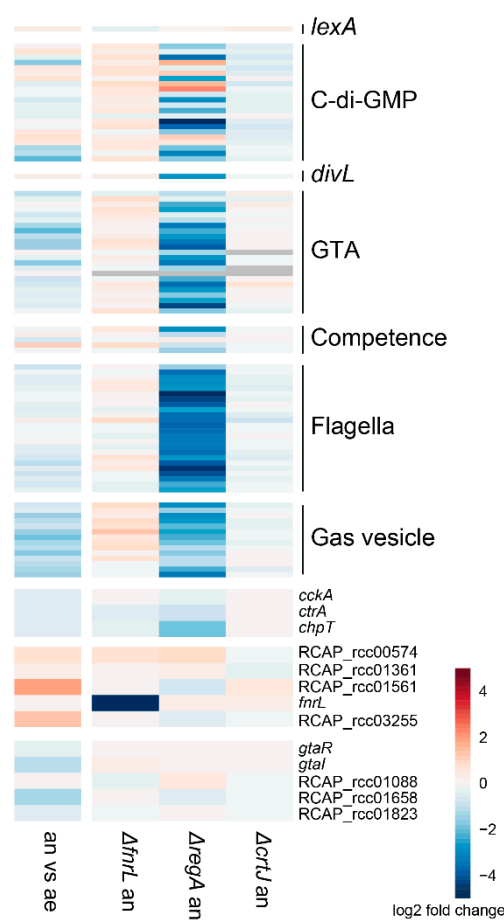 lexA
C-di-GMP
divL
GTA
Competence
Flagella
Gas vesicle
cckA
ctrA
chpT
RCAP_rcc00574
RCAP_rcc01361
RCAP_rcc01561
fnrL
RCAP_rcc03255
gtaR
gtaI
RCAP_rcc01088
RCAP_rcc01658
RCAP_rcc01823
an vs ae
ΔfnrL an
ΔregA an
ΔcrtJ an
4
2
0
−2
−4
log2 fold change